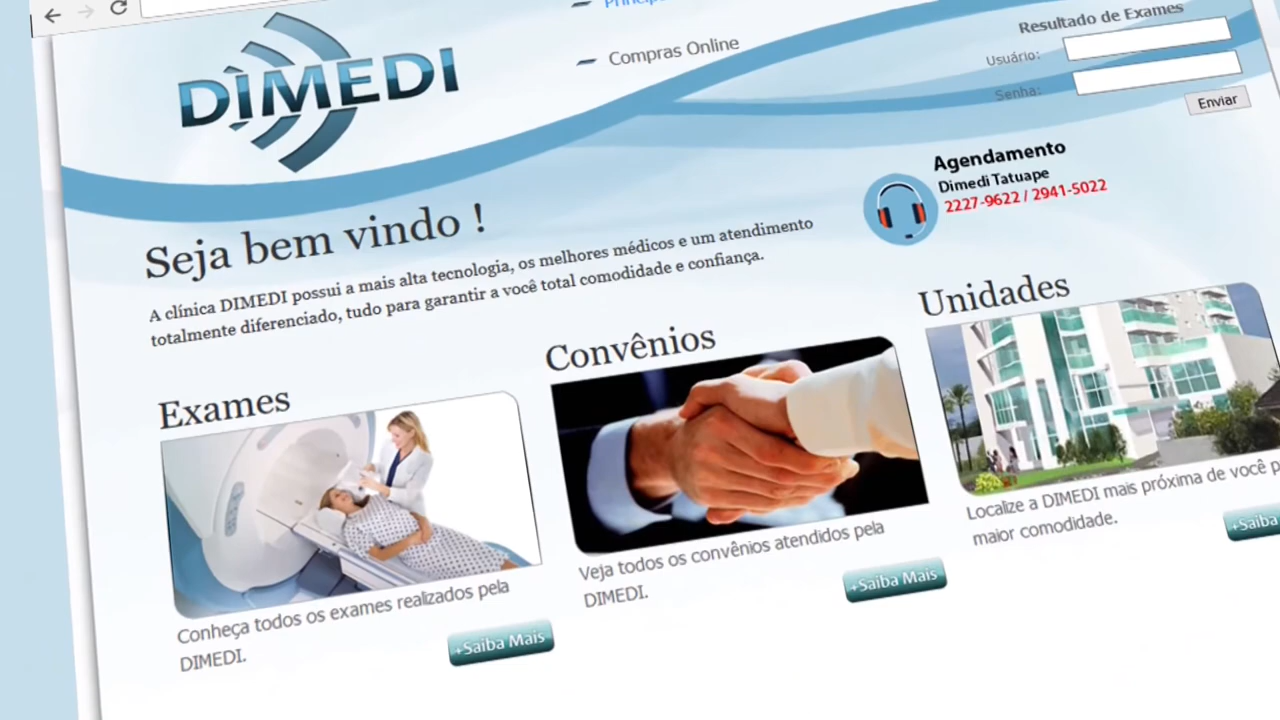 DIMEDI
Compras Online
Resultado de Exames
Usuário:
Senha:
Enviar
Agendamento
Dimedi Tatuape
2227-9622 / 2941-5022
Seja bem vindo !
A clínica DIMEDI possui a mais alta tecnologia, os melhores médicos e um atendimento
totalmente diferenciado, tudo para garantir a você total comodidade e confiança.
Exames
Conheça todos os exames realizados pela
DIMEDI.
+Saiba Mais
Convênios
Veja todos os convênios atendidos pela
DIMEDI.
+Saiba Mais
Unidades
Localize a DIMEDI mais próxima de você
maior comodidade.
+Saiba